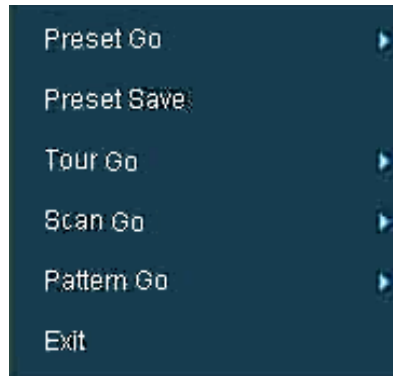 Preset Go
Preset Save
Tour Go
Scan Go
Pattern Go
Exit